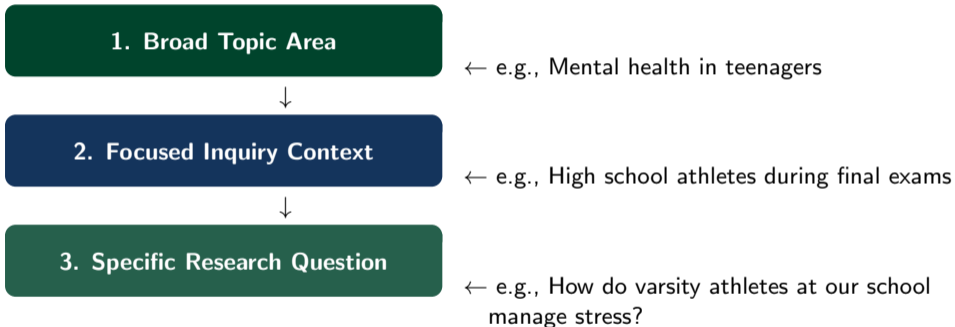 1. Broad Topic Area
← e.g., Mental health in teenagers
↓
2. Focused Inquiry Context
← e.g., High school athletes during final exams
↓
3. Specific Research Question
← e.g., How do varsity athletes at our school
manage stress?